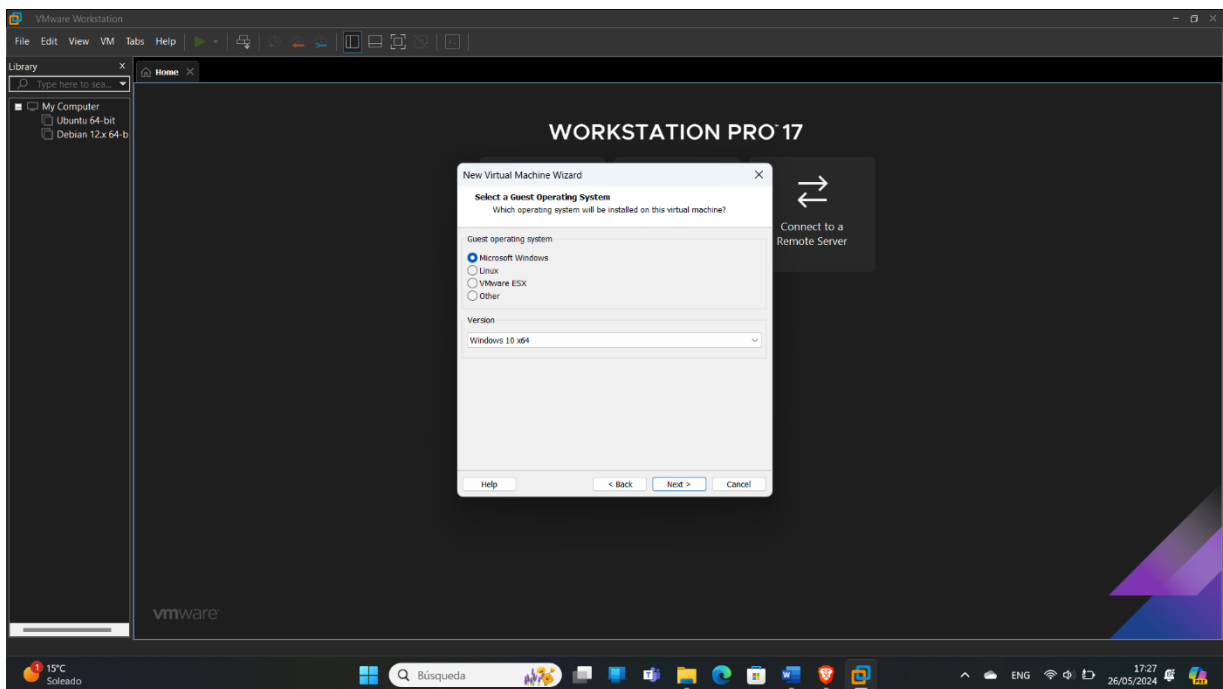 VMware Workstation
File Edit View VM Tabs Help
Library X
Home
Type here to sea...
My Computer
Ubuntu 64-bit
Debian 12.x 64-b
WORKSTATION PRO™ 17
New Virtual Machine Wizard
Select a Guest Operating System
Which operating system will be installed on this virtual machine?
Guest operating system
Microsoft Windows
Linux
VMware ESX
Other
Version
Windows 10 x64
Help < Back Next > Cancel
Connect to a
Remote Server
vmware
1
15°C
Soleado
Búsqueda
ENG
17:27
26/05/2024